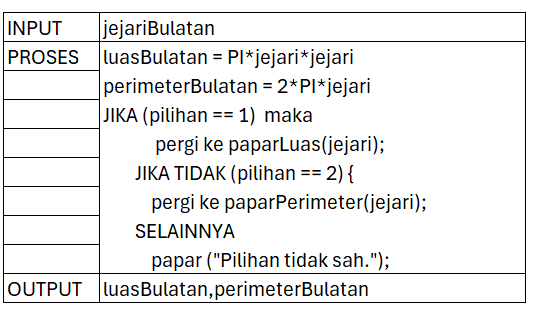 INPUT jejariBulatan
PROSES luasBulatan = PI*jejari*jejari
perimeterBulatan = 2*PI*jejari
JIKA (pilihan == 1) maka
pergi ke paparLuas(jejari);
JIKA TIDAK (pilihan == 2) {
pergi ke paparPerimeter(jejari);
SELAINNYA
papar ("Pilihan tidak sah.");
OUTPUT luasBulatan,perimeterBulatan